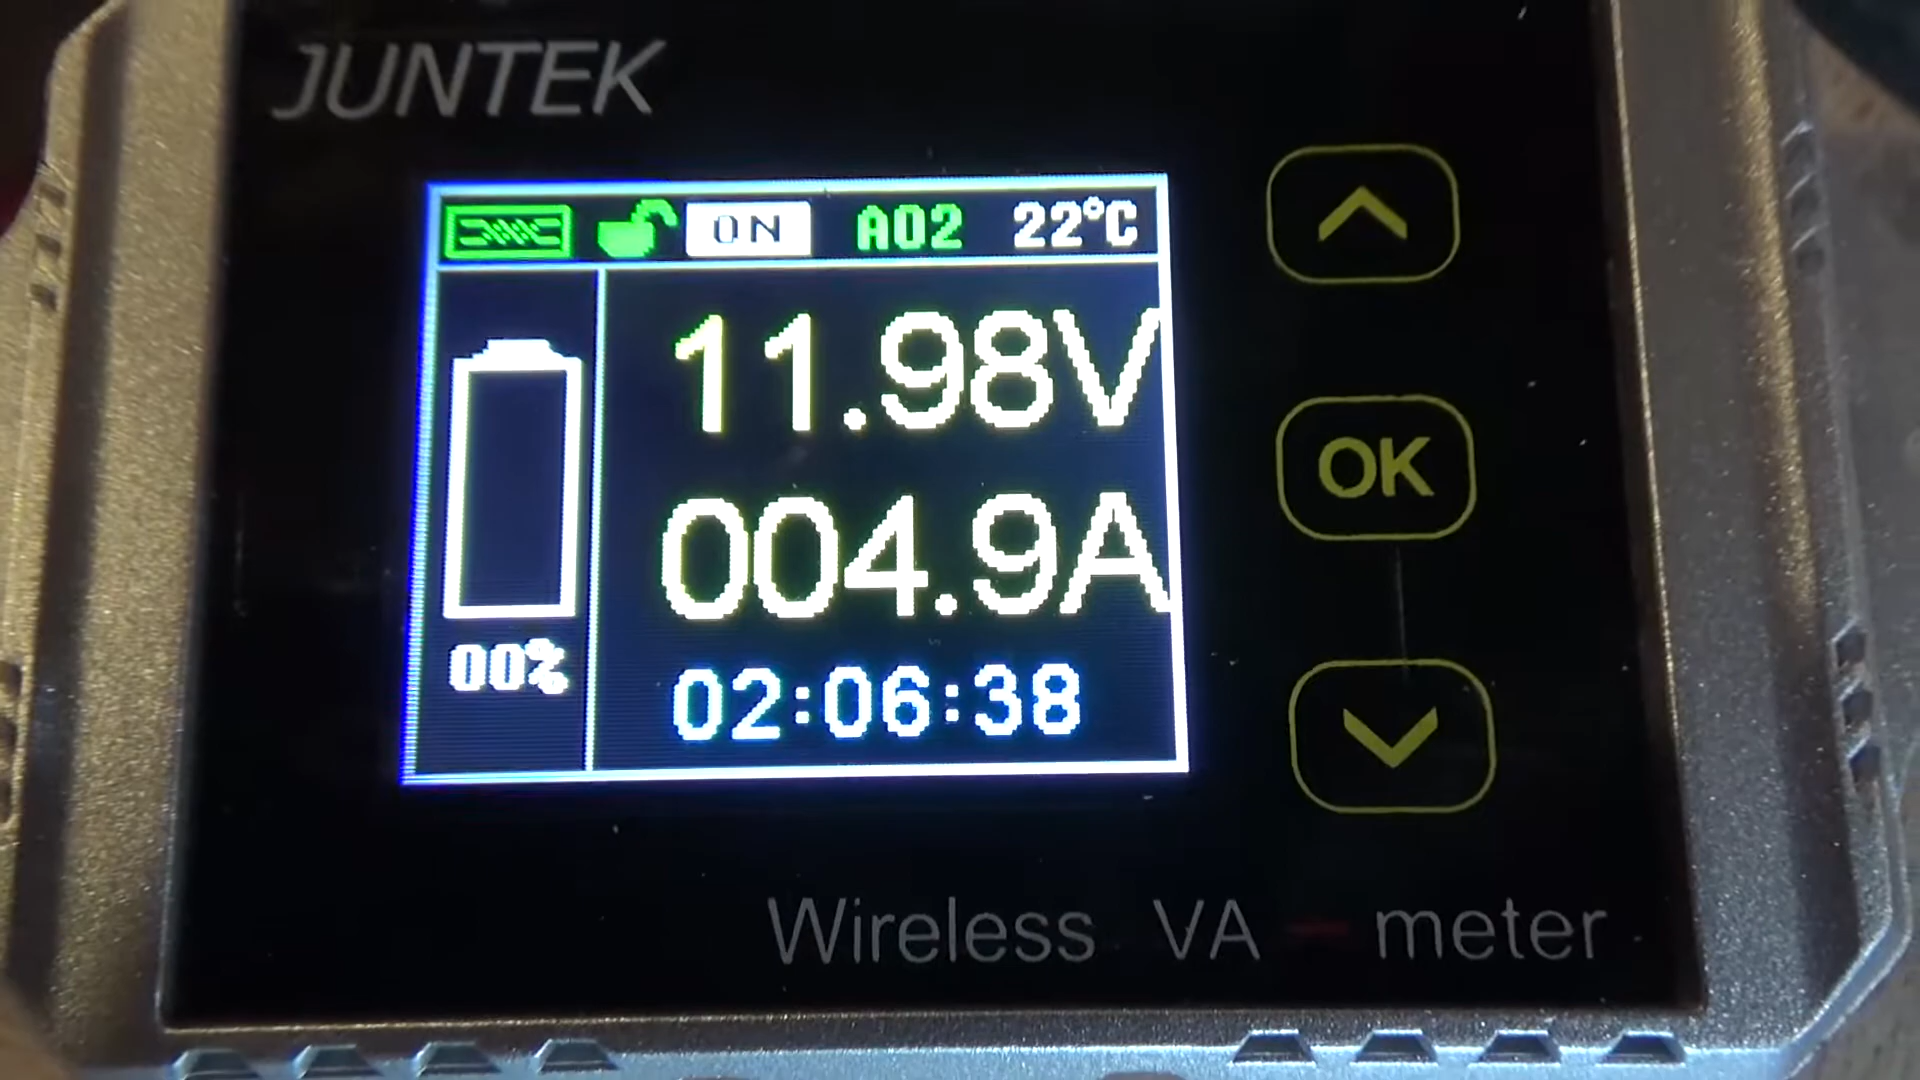 JUNTEK
ON A02 22°C
11.98V
004.9A
00%
02:06:38
OK
Wireless VA - meter